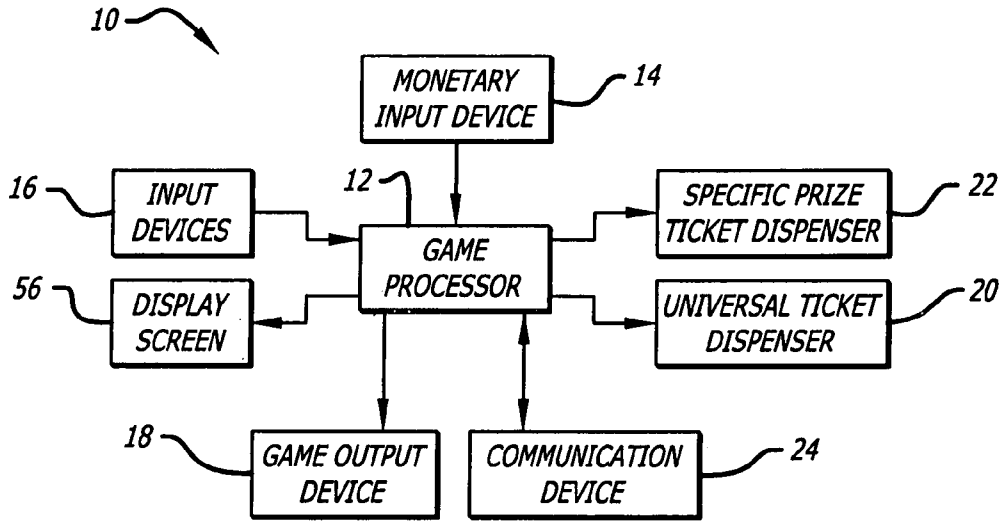 10
MONETARY
INPUT DEVICE
14
16
INPUT
DEVICES
12
GAME
PROCESSOR
SPECIFIC PRIZE
TICKET DISPENSER
22
56
DISPLAY
SCREEN
UNIVERSAL TICKET
DISPENSER
20
18
GAME OUTPUT
DEVICE
COMMUNICATION
DEVICE
24